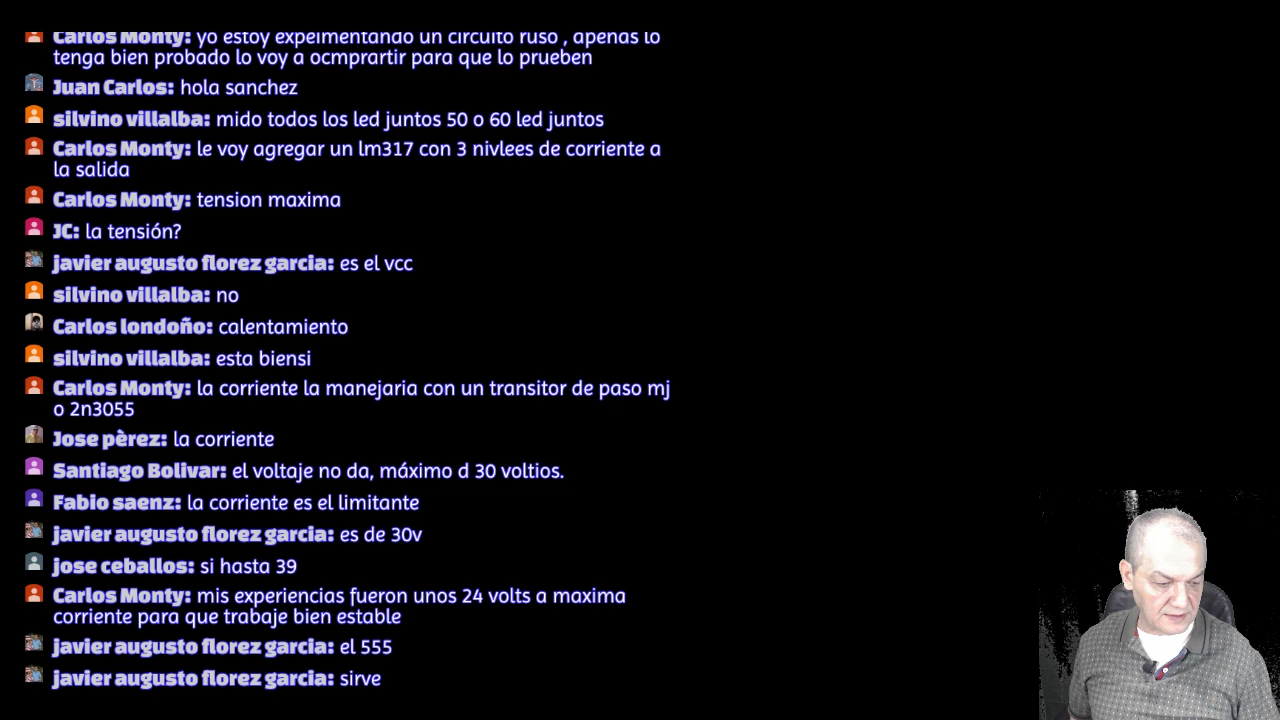 Carlos Monty: yo estoy expeimentando un circuito ruso , apenas lo
tenga bien probado lo voy a ocmprartir para que lo prueben
Juan Carlos: hola sanchez
silvino villalba: mido todos los led juntos 50 o 60 led juntos
Carlos Monty: le voy agregar un lm317 con 3 nivlees de corriente a
la salida
Carlos Monty: tension maxima
JC: la tensión?
javier augusto florez garcia: es el vcc
silvino villalba: no
Carlos londoño: calentamiento
silvino villalba: esta biensi
Carlos Monty: la corriente la manejaria con un transitor de paso mj
o 2n3055
Jose pèrez: la corriente
Santiago Bolivar: el voltaje no da, máximo d 30 voltios.
Fabio saenz: la corriente es el limitante
javier augusto florez garcia: es de 30v
jose ceballos: si hasta 39
Carlos Monty: mis experiencias fueron unos 24 volts a maxima
corriente para que trabaje bien estable
javier augusto florez garcia: el 555
javier augusto florez garcia: sirve